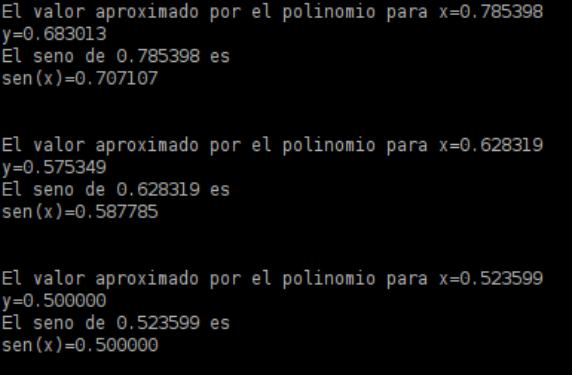 El valor aproximado por el polinomio para x=0.785398
y=0.683013
El seno de 0.785398 es
sen(x)=0.707107
El valor aproximado por el polinomio para x=0.628319
y=0.575349
El seno de 0.628319 es
sen(x)=0.587785
El valor aproximado por el polinomio para x=0.523599
y=0.500000
El seno de 0.523599 es
sen(x)=0.500000